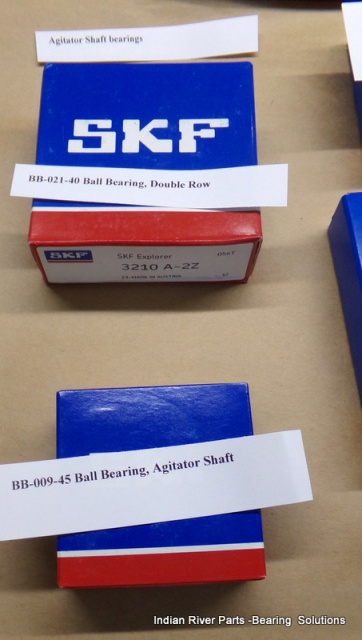 Agitator Shaft bearings
SKF
BB-021-40 Ball Bearing, Double Row
SKF
SKF Explorer
3210 A-2Z
BB-009-45 Ball Bearing, Agitator Shaft
Indian River Parts -Bearing Solutions